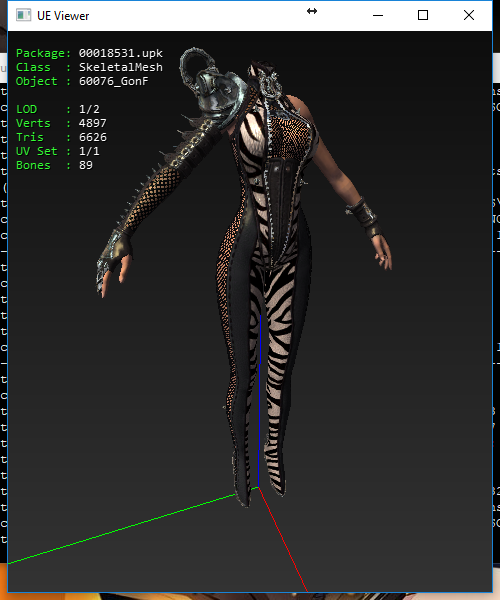 UE Viewer
Package: 00018531.upk
Class : SkeletalMesh
Object : 60076_GonF
LOD : 1/2
Verts : 4897
Tris : 6626
UV Set : 1/1
Bones : 89